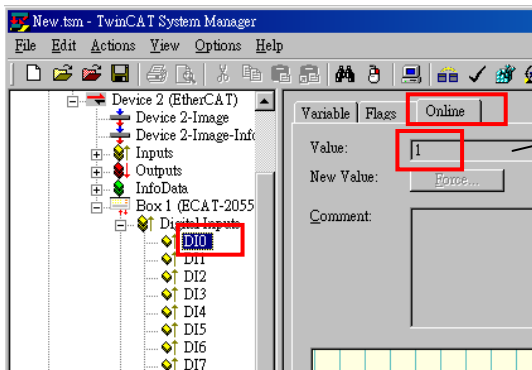 New.tsm - TwinCAT System Manager
File Edit Actions View Options Help
Device 2 (EtherCAT)
Device 2-Image
Device 2-Image-Info
Inputs
Outputs
InfoData
Box 1 (ECAT-2055
Digital Inputs
DI0
DI1
DI2
DI3
DI4
DI5
DI6
DI7
Variable Flags Online
Value: 1
New Value: Force...
Comment: